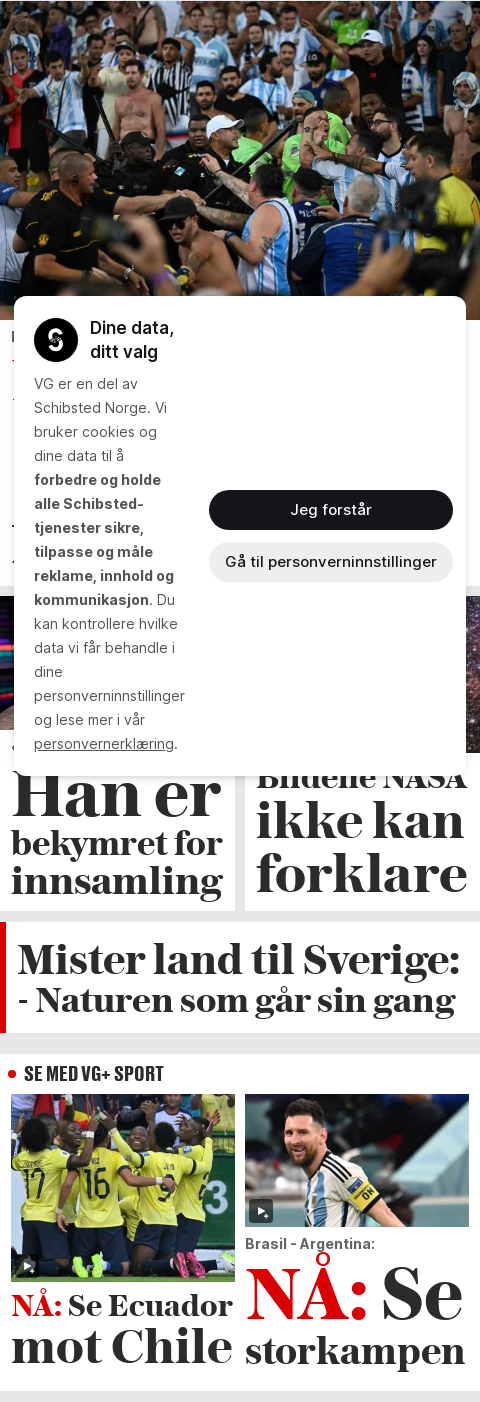 Dine data,
ditt valg
VG er en del av
Schibsted Norge. Vi
bruker cookies og
dine data til å
forbedre og holde
alle Schibsted-
tjenester sikre,
tilpasse og måle
reklame, innhold og
kommunikasjon. Du
kan kontrollere hvilke
data vi får behandle i
dine
personverninnstillinger
og lese mer i vår
personvernerklæring.
Jeg forstår
Gå til personverninnstillinger
Han er
bekymret for
innsamling
Bildene NASA
ikke kan
forklare
Mister land til Sverige:
- Naturen som går sin gang
SE MED VG+ SPORT
NÅ: Se Ecuador
mot Chile
Brasil - Argentina:
NÅ: Se
storkampen